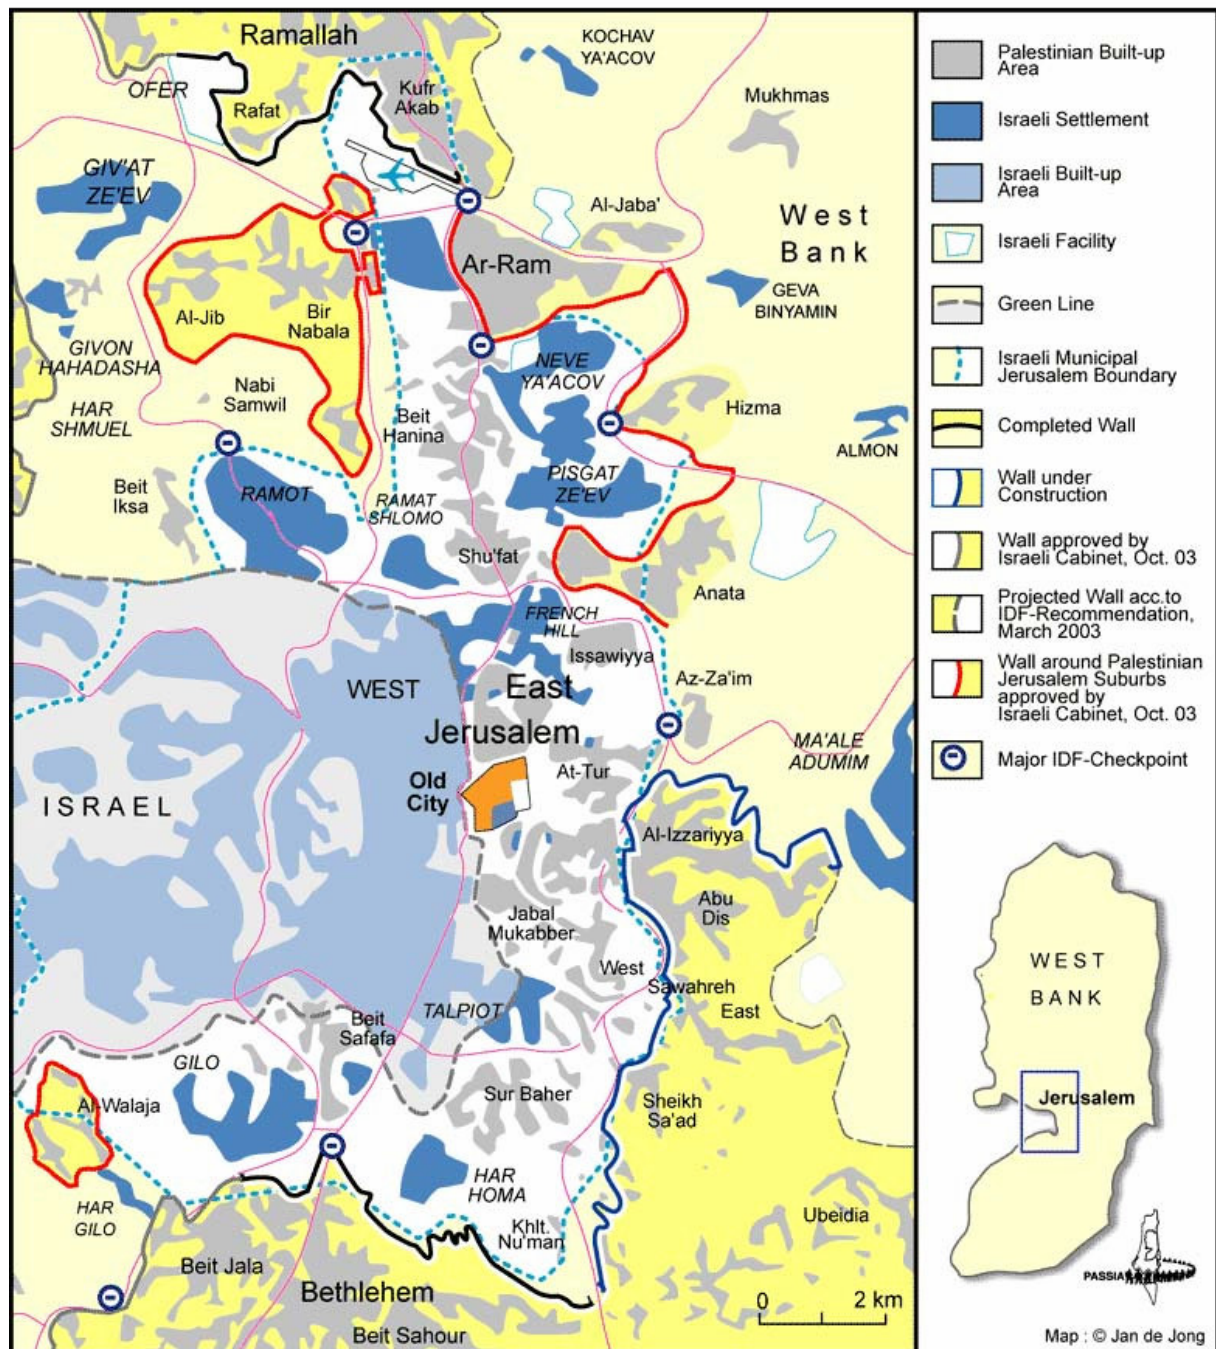 Ramallah
KOCHAV
YA'ACOV
OFER
Kufr
Akab
Rafat
Mukhmas
GIV'AT
ZE'EV
Al-Jaba'
West
Bank
Ar-Ram
Al-Jib
Bir
Nabala
GEVA
BINYAMIN
GIVON
HAHADASHA
NEVE
YA'ACOV
Nabi
Samwil
HAR
SHMUEL
Beit
Hanina
Hizma
ALMON
Beit
Iksa
RAMOT
RAMAT
SHLOMO
PISGAT
ZE'EV
Shu'fat
Anata
FRENCH
HILL
Issawiyya
WEST
East
Jerusalem
Az-Za'im
MA'ALE
ADUMIM
Old
City
At-Tur
ISRAEL
Al-Izzariyya
Abu
Dis
Jabal
Mukabber
West
Sawahreh
East
TALPIOT
Beit
Safafa
GILO
Al-Walaja
Sur Baher
Sheikh
Sa'ad
HAR
HOMA
HAR
GILO
Khlt.
Nu'man
Ubeidia
Beit Jala
Bethlehem
Beit Sahour
0 2 km
Palestinian Built-up
Area
Israeli Settlement
Israeli Built-up
Area
Israeli Facility
Green Line
Israeli Municipal
Jerusalem Boundary
Completed Wall
Wall under
Construction
Wall approved by
Israeli Cabinet, Oct. 03
Projected Wall acc.to
IDF-Recommendation,
March 2003
Wall around Palestinian
Jerusalem Suburbs
approved by
Israeli Cabinet, Oct. 03
Major IDF-Checkpoint
WEST
BANK
Jerusalem
PASSIA
Map : © Jan de Jong